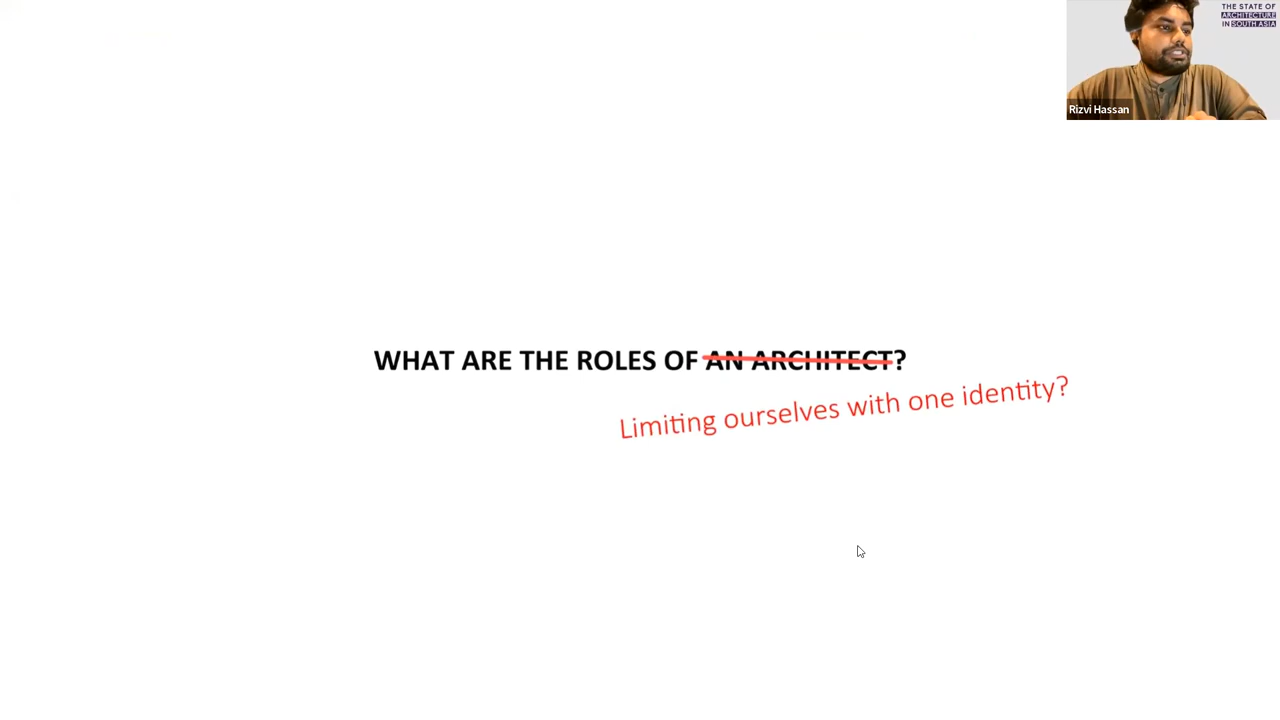 THE STATE OF
ARCHITECTURE
IN SOUTH ASIA
Rizvi Hassan
WHAT ARE THE ROLES OF AN ARCHITECT?
Limiting ourselves with one identity?